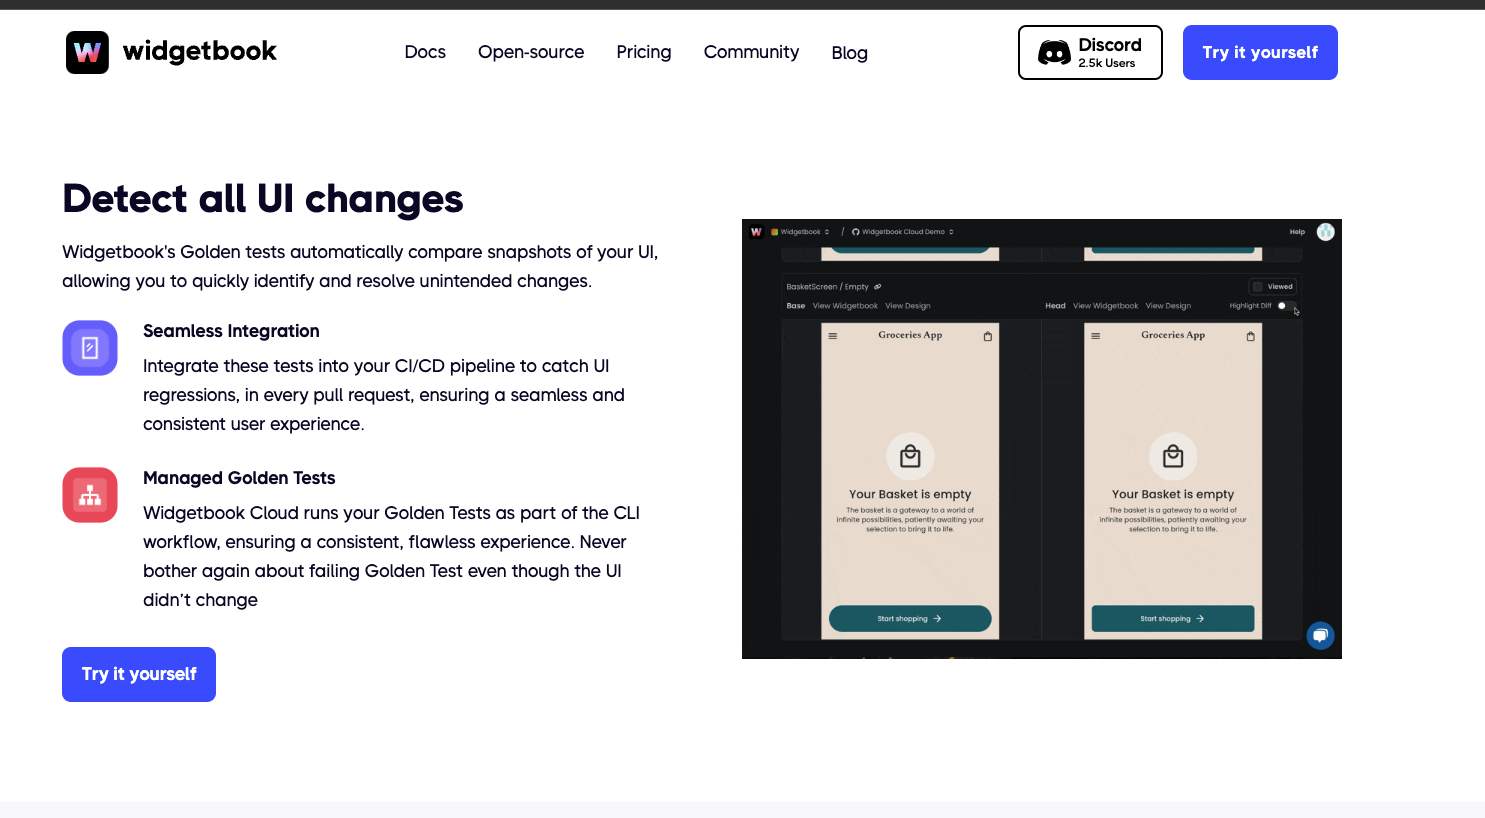 widgetbook
Docs
Open-source
Pricing
Community
Blog
Discord
2.5k Users
Try it yourself
Detect all UI changes
Widgetbook's Golden tests automatically compare snapshots of your UI,
allowing you to quickly identify and resolve unintended changes.
Seamless Integration
Integrate these tests into your CI/CD pipeline to catch UI
regressions, in every pull request, ensuring a seamless and
consistent user experience.
Managed Golden Tests
Widgetbook Cloud runs your Golden Tests as part of the CLI
workflow, ensuring a consistent, flawless experience. Never
bother again about failing Golden Test even though the UI
didn't change
Try it yourself
Widgetbook / Widgetbook Cloud Demo
Help
BasketScreen / Empty
Viewed
Base View Widgetbook View Design
Head View Widgetbook View Design
Highlight Diff
Groceries App
Your Basket is empty
The basket is a gateway to a world of
infinite possibilities, patiently awaiting your
selection to bring it to life.
Start shopping
Groceries App
Your Basket is empty
The basket is a gateway to a world of
infinite possibilities, patiently awaiting your
selection to bring it to life.
Start shopping